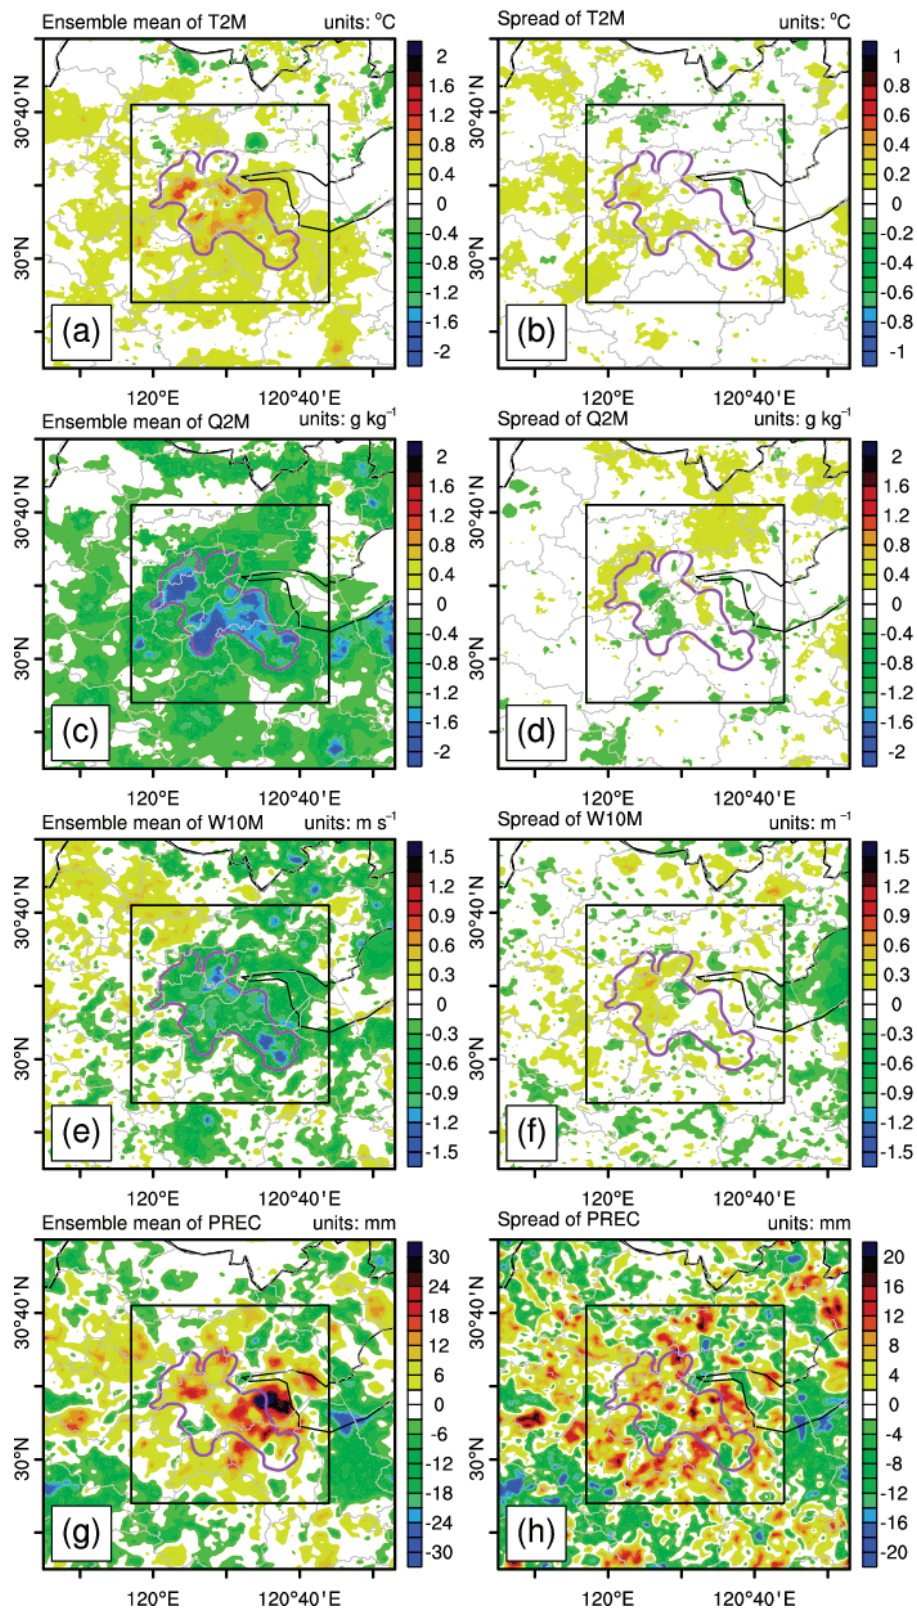 Ensemble mean of T2M units: °C
Spread of T2M units: °C
30°40' N
30°N
(a)
120°E 120°40' E
2
1.6
1.2
0.8
0.4
0
-0.4
-0.8
-1.2
-1.6
-2
(b)
120°E 120°40' E
1
0.8
0.6
0.4
0.2
0
-0.2
-0.4
-0.6
-0.8
-1
30°40' N
30°N
Ensemble mean of Q2M units: g kg⁻¹
Spread of Q2M units: g kg⁻¹
30°40' N
30°N
(c)
120°E 120°40' E
2
1.6
1.2
0.8
0.4
0
-0.4
-0.8
-1.2
-1.6
-2
30°40' N
30°N
(d)
120°E 120°40' E
2
1.6
1.2
0.8
0.4
0
-0.4
-0.8
-1.2
-1.6
-2
Ensemble mean of W10M units: m s⁻¹
Spread of W10M units: m⁻¹
30°40' N
30°N
(e)
120°E 120°40' E
1.5
1.2
0.9
0.6
0.3
0
-0.3
-0.6
-0.9
-1.2
-1.5
30°40' N
30°N
(f)
120°E 120°40' E
1.5
1.2
0.9
0.6
0.3
0
-0.3
-0.6
-0.9
-1.2
-1.5
Ensemble mean of PREC units: mm
Spread of PREC units: mm
30°40' N
30°N
(g)
120°E 120°40' E
30
24
18
12
6
0
-6
-12
-18
-24
-30
30°40' N
30°N
(h)
120°E 120°40' E
20
16
12
8
4
0
-4
-8
-12
-16
-20